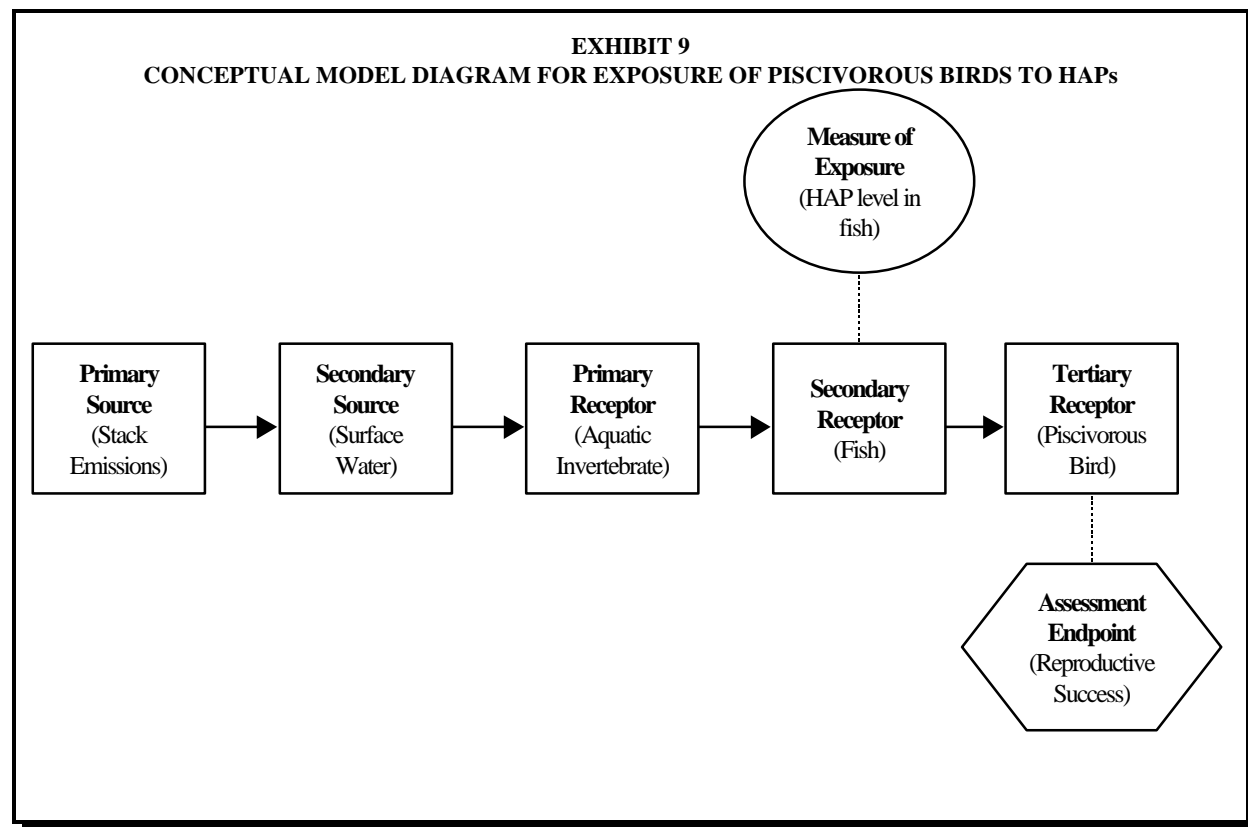 EXHIBIT 9
CONCEPTUAL MODEL DIAGRAM FOR EXPOSURE OF PISCIVOROUS BIRDS TO HAPs
Measure of
Exposure
(HAP level in
fish)
Primary
Source
(Stack
Emissions)
Secondary
Source
(Surface
Water)
Primary
Receptor
(Aquatic
Invertebrate)
Secondary
Receptor
(Fish)
Tertiary
Receptor
(Piscivorous
Bird)
Assessment
Endpoint
(Reproductive
Success)